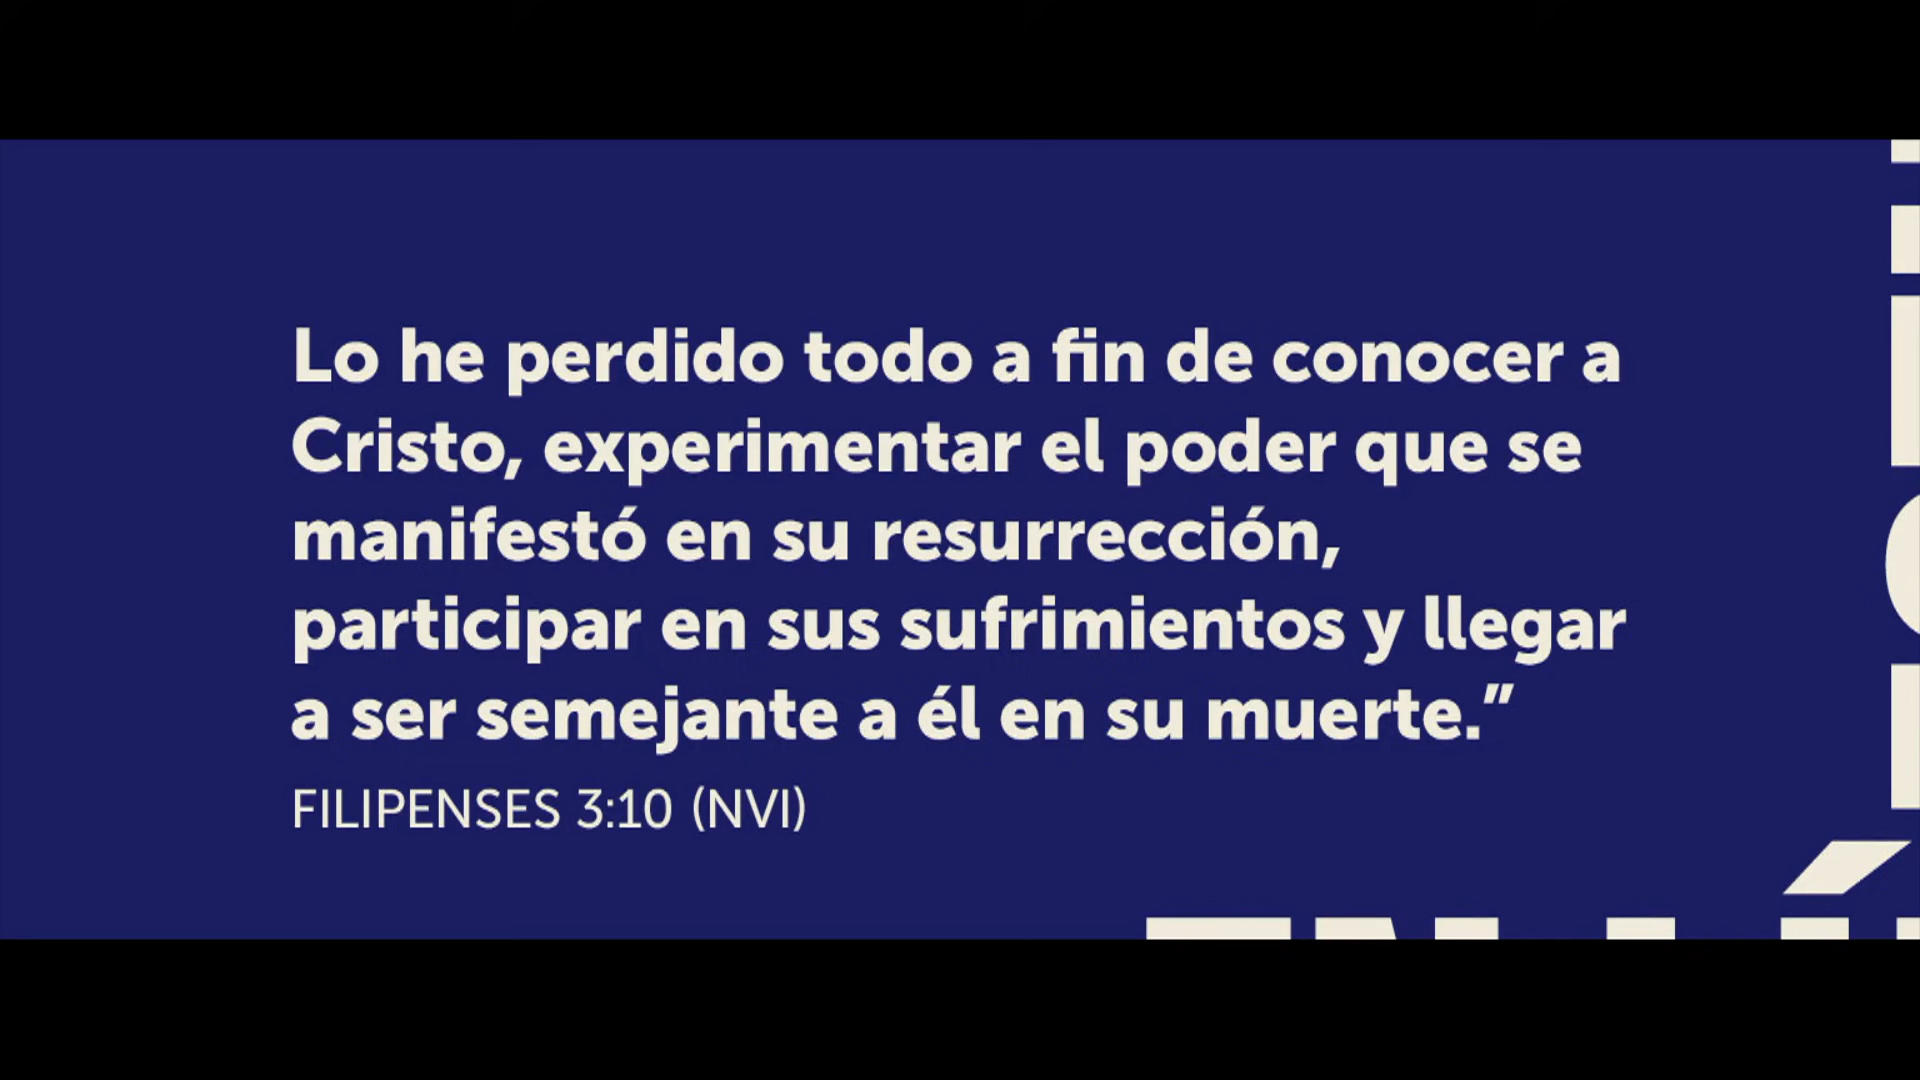 Lo he perdido todo a fin de conocer a
Cristo, experimentar el poder que se
manifestó en su resurrección,
participar en sus sufrimientos y llegar
a ser semejante a él en su muerte.”
FILIPENSES 3:10 (NVI)